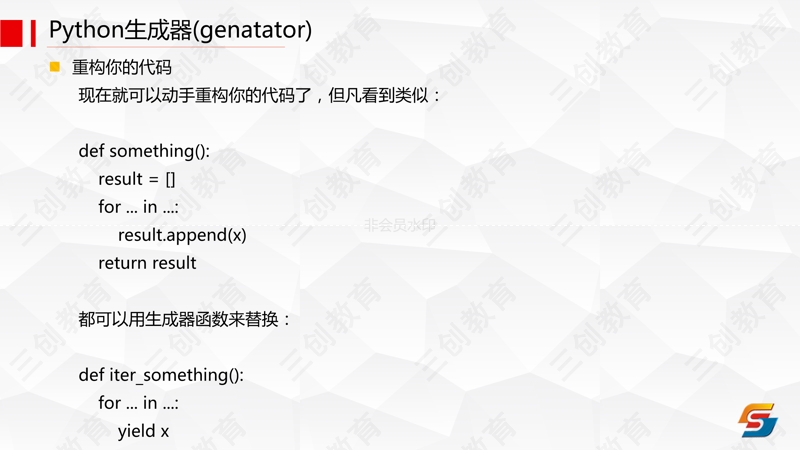 Python生成器(genatator)
重构你的代码
现在就可以动手重构你的代码了，但凡看到类似：
def something():
result = []
for ... in ...:
result.append(x)
return result
都可以用生成器函数来替换：
def iter_something():
for ... in ...:
yield x
非会员水印
三创教育